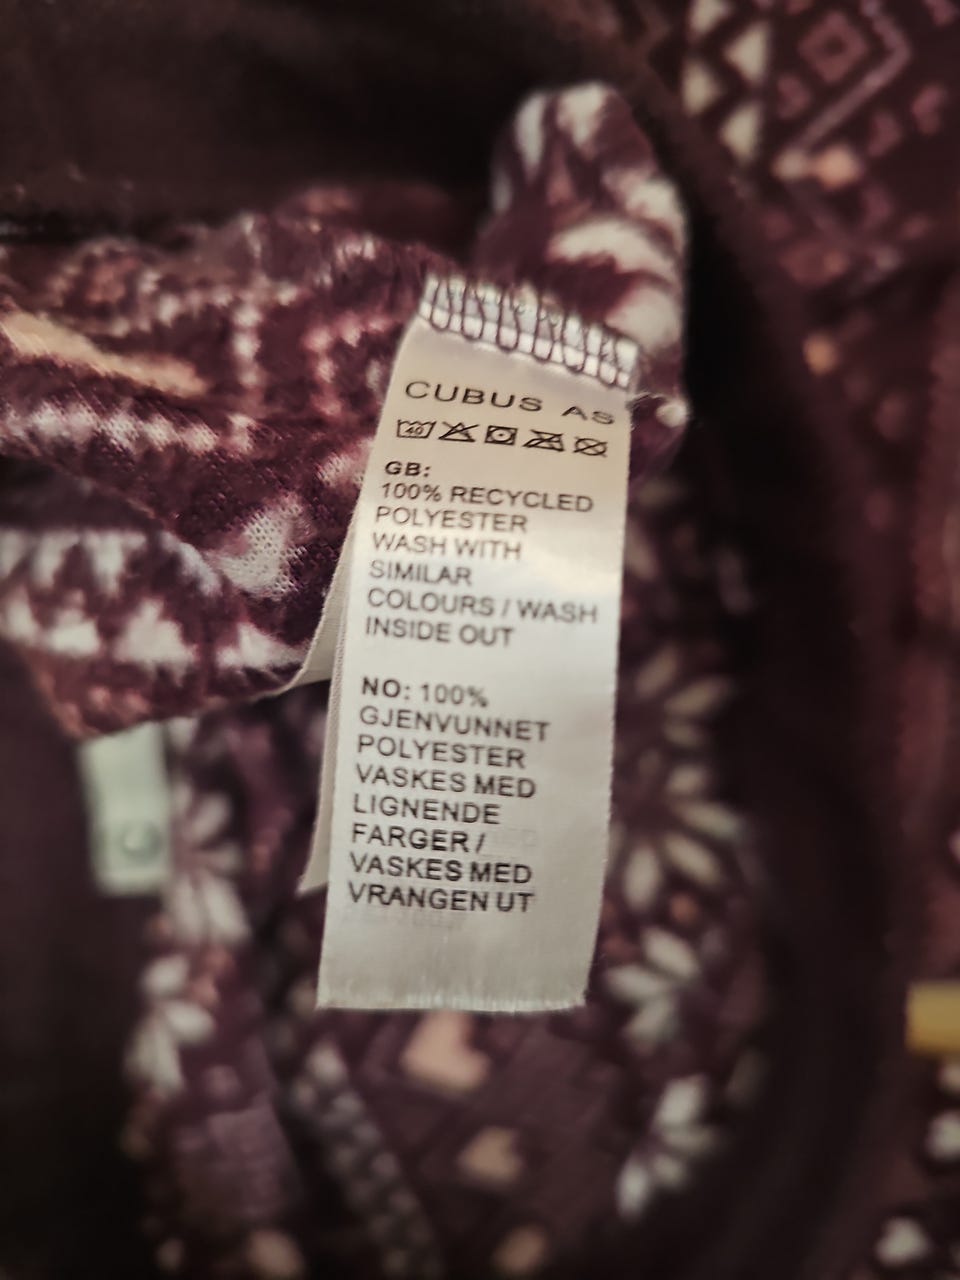 CUBUS AS
40
GB:
100% RECYCLED
POLYESTER
WASH WITH
SIMILAR
COLOURS / WASH
INSIDE OUT
NO: 100%
GJENVUNNET
POLYESTER
VASKES MED
LIGNENDE
FARGER /
VASKES MED
VRANGEN UT